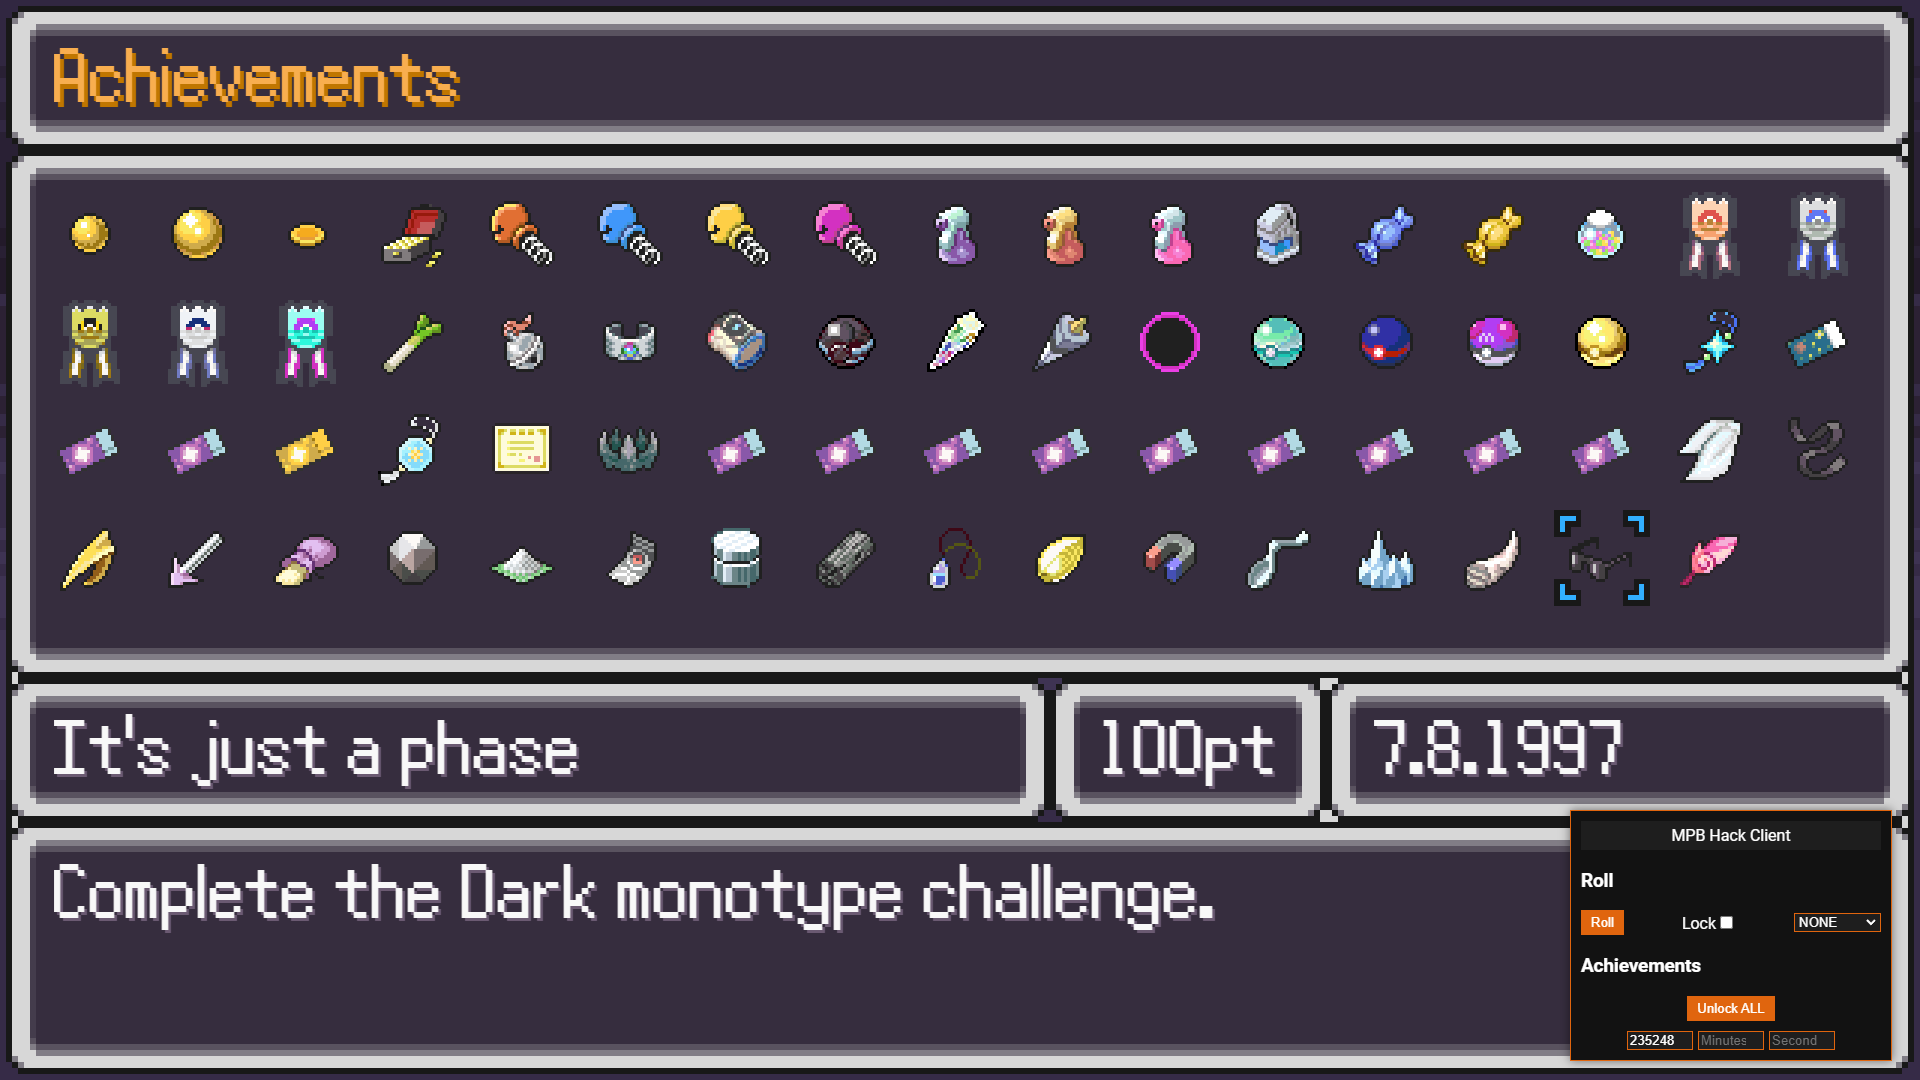 Achievements
It's just a phase
100pt
7.8.1997
Complete the Dark monotype challenge.
MPB Hack Client
Roll
Roll
Lock
NONE
Achievements
Unlock ALL
235248
Minutes
Second